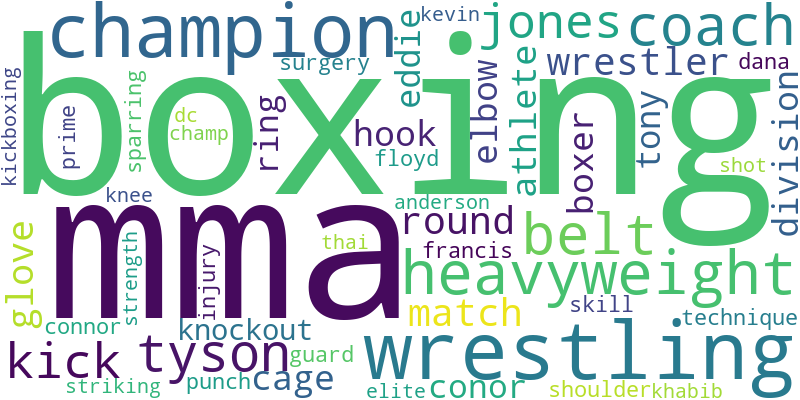 boxing
mma
champion
kevin
jones
coach
surgery
eddie
wrestler
dana
kickboxing
prime
sparring
dc
champ
ring
hook
floyd
elbow
athlete
boxer
tony
shot
division
knee
anderson
thai
round
francis
belt
glove
strength
injury
heavyweight
connor
knockout
match
skill
technique
kick
tyson
guard
wrestling
striking
punch
cage
elite
conor
shoulder
khabib